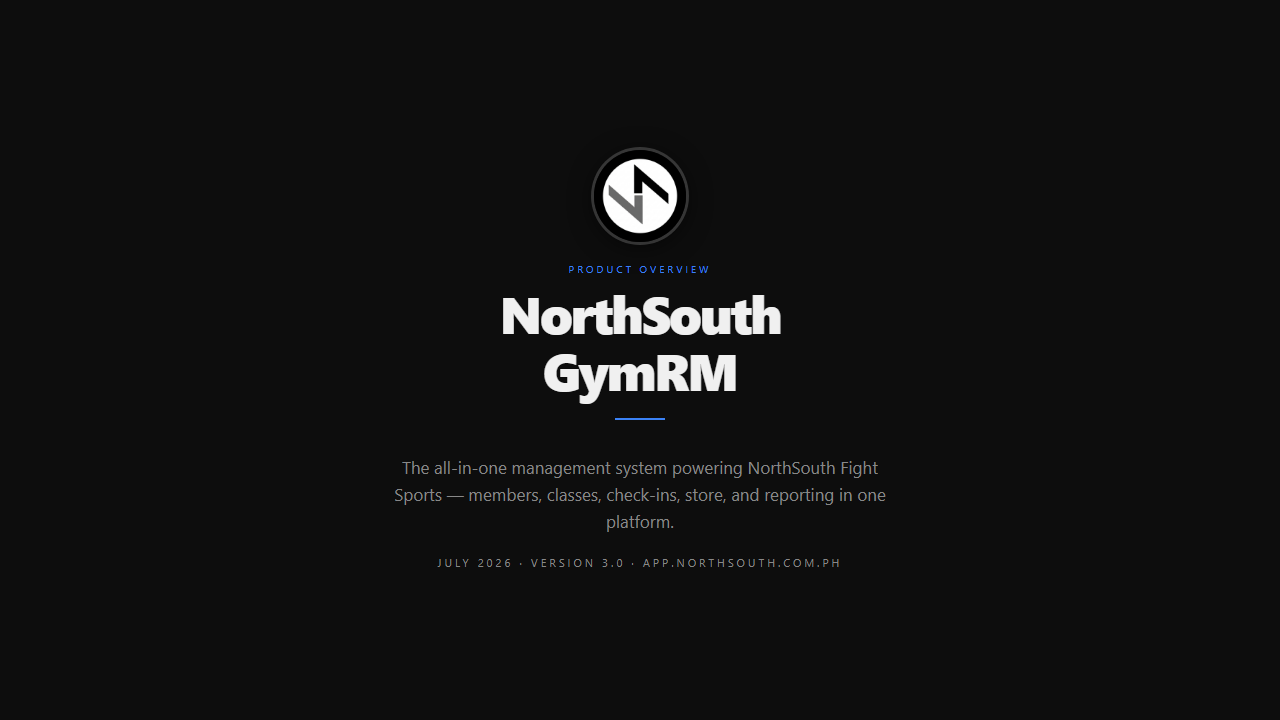 PRODUCT OVERVIEW
NorthSouth
GymRM
The all-in-one management system powering NorthSouth Fight
Sports — members, classes, check-ins, store, and reporting in one
platform.
JULY 2026 · VERSION 3.0 · APP.NORTHSOUTH.COM.PH